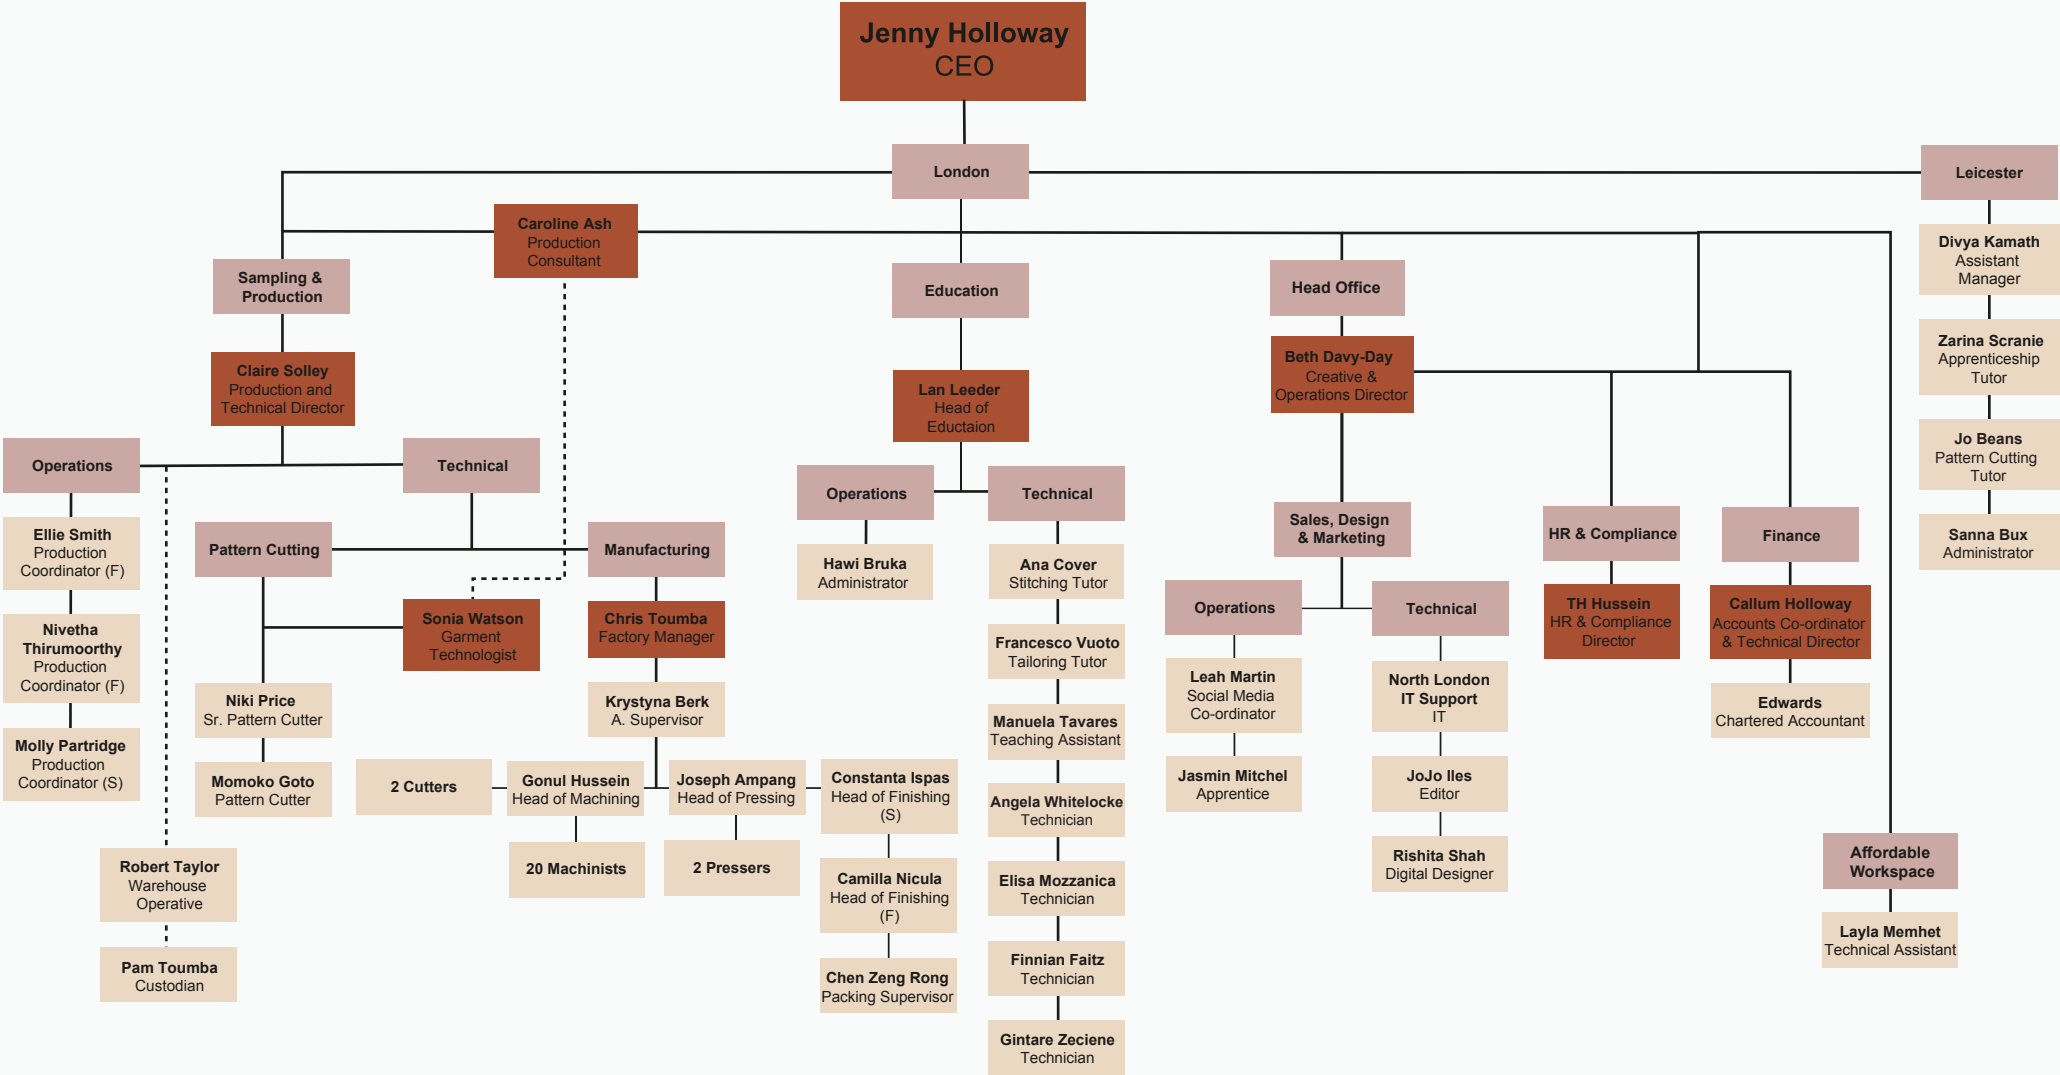 Jenny Holloway
CEO
London
Leicester
Caroline Ash
Production
Consultant
Sampling &
Production
Education
Head Office
Divya Kamath
Assistant
Manager
Claire Solley
Production and
Technical Director
Lan Leeder
Head of
Eductaion
Beth Davy-Day
Creative &
Operations Director
Zarina Scranie
Apprenticeship
Tutor
Jo Beans
Pattern Cutting
Tutor
Sanna Bux
Administrator
Operations
Technical
Ellie Smith
Production
Coordinator (F)
Nivetha
Thirumoorthy
Production
Coordinator (F)
Molly Partridge
Production
Coordinator (S)
Robert Taylor
Warehouse
Operative
Pam Toumba
Custodian
Pattern Cutting
Manufacturing
Sonia Watson
Garment
Technologist
Chris Toumba
Factory Manager
Niki Price
Sr. Pattern Cutter
Momoko Goto
Pattern Cutter
Krystyna Berk
A. Supervisor
2 Cutters
Gonul Hussein
Head of Machining
Joseph Ampang
Head of Pressing
Constanta Ispas
Head of Finishing
(S)
20 Machinists
2 Pressers
Camilla Nicula
Head of Finishing
(F)
Chen Zeng Rong
Packing Supervisor
Operations
Technical
Hawi Bruka
Administrator
Ana Cover
Stitching Tutor
Francesco Vuoto
Tailoring Tutor
Manuela Tavares
Teaching Assistant
Angela Whitelocke
Technician
Elisa Mozzanica
Technician
Finnian Faitz
Technician
Gintare Zeciene
Technician
Sales, Design
& Marketing
HR & Compliance
Finance
Operations
Technical
TH Hussein
HR & Compliance
Director
Callum Holloway
Accounts Co-ordinator
& Technical Director
Leah Martin
Social Media
Co-ordinator
North London
IT Support
IT
Edwards
Chartered Accountant
Jasmin Mitchel
Apprentice
JoJo Iles
Editor
Rishita Shah
Digital Designer
Affordable
Workspace
Layla Memhet
Technical Assistant